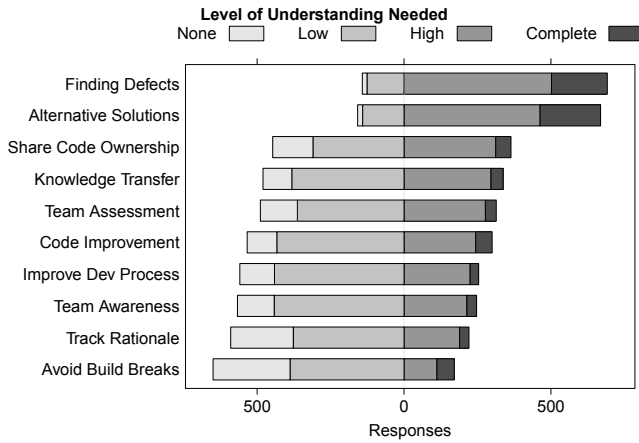 Level of Understanding Needed
None Low High Complete
Finding Defects
Alternative Solutions
Share Code Ownership
Knowledge Transfer
Team Assessment
Code Improvement
Improve Dev Process
Team Awareness
Track Rationale
Avoid Build Breaks
500 0 500
Responses